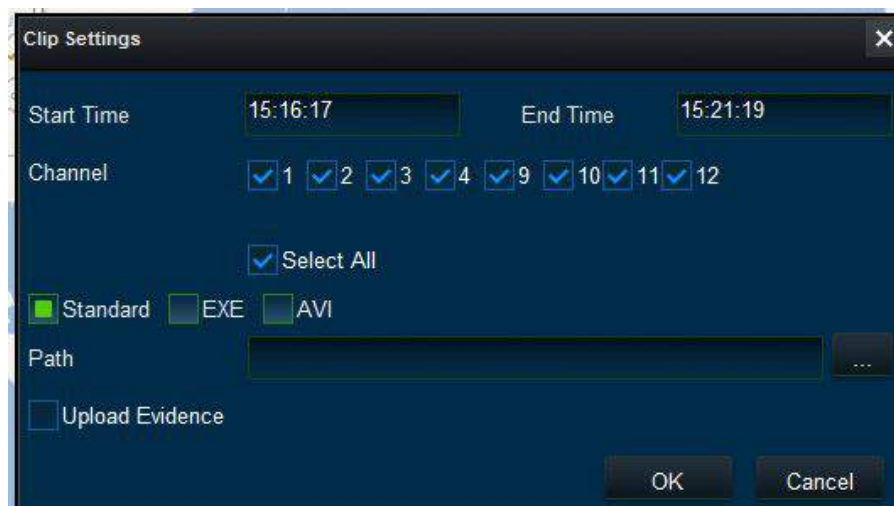 Clip Settings
Start Time 15:16:17 End Time 15:21:19
Channel 1 2 3 4 9 10 11 12
Select All
Standard EXE AVI
Path ...
Upload Evidence
OK Cancel